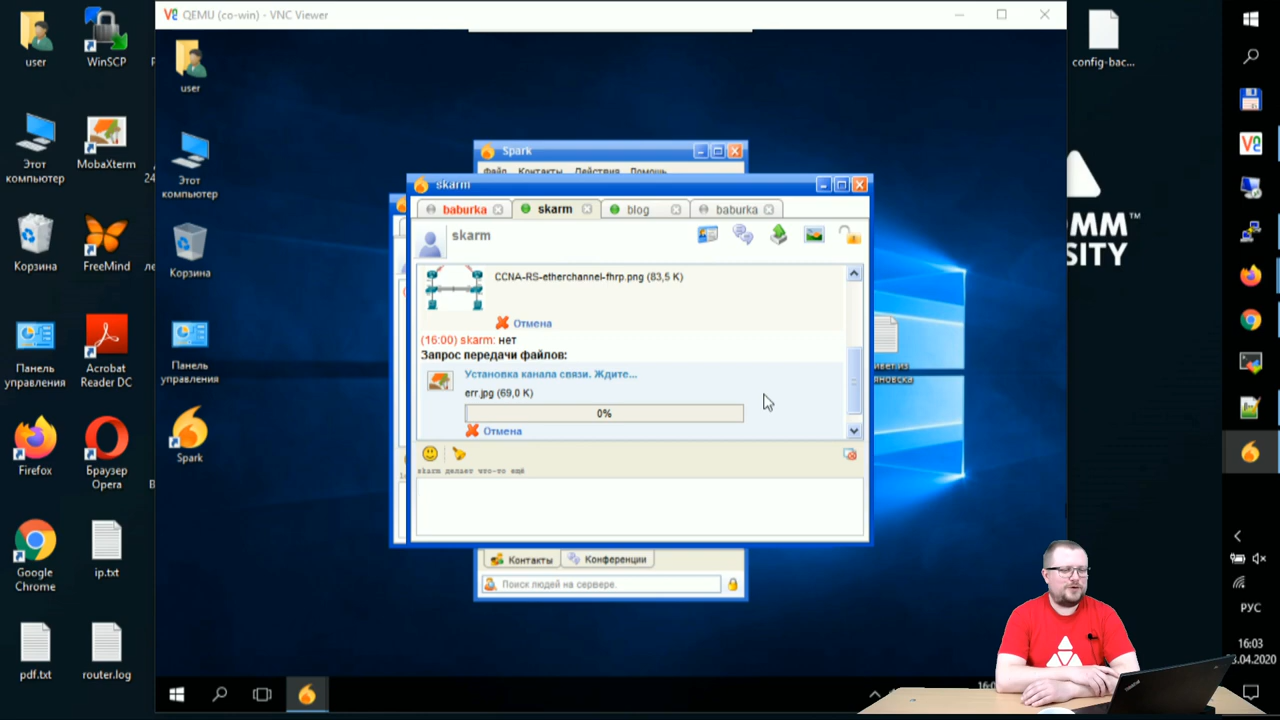 QEMU (co-win) - VNC Viewer
user
WinSCP
user
config-bac...
Этот
компьютер
MobaXterm
24
Этот
компьютер
Spark
Файл Контакты Действия Помощь
skarm
baburka
skarm
blog
baburka
skarm
Корзина
FreeMind
ле
Корзина
CCNA-RS-etherchannel-fhrp.png (83,5 K)
Отмена
(16:00) skarm: нет
Запрос передачи файлов:
Установка канала связи. Ждите...
err.jpg (69,0 K)
0%
Отмена
skarm делает что-то ещё
Панель
управления
Acrobat
Reader DC
Панель
управления
Firefox
Браузер
Opera
Spark
Контакты
Конференции
Поиск людей на сервере.
Google
Chrome
ip.txt
pdf.txt
router.log
РУС
16:03